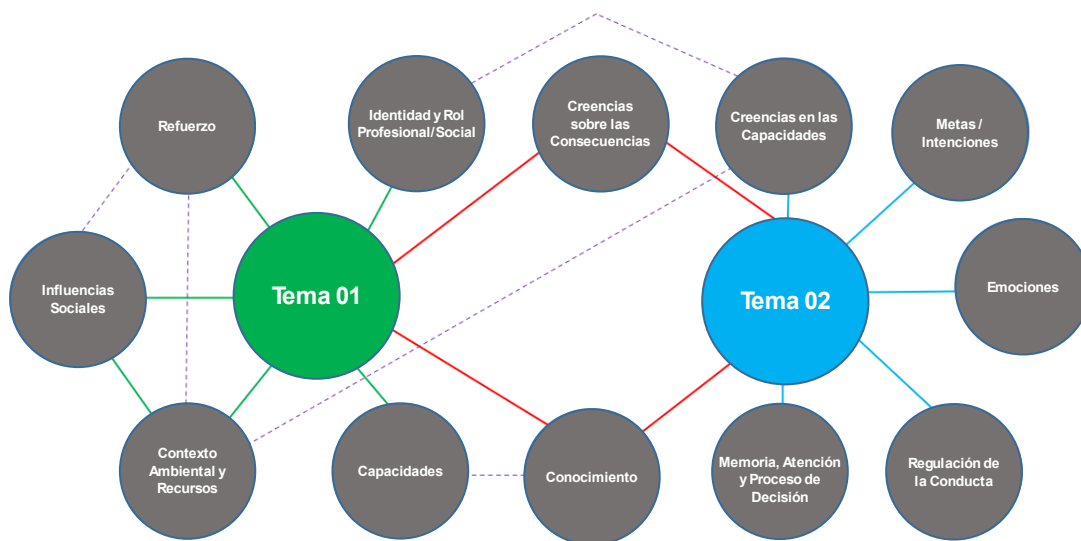 Refuerzo
Identidad y Rol
Profesional/Social
Creencias
sobre las
Consecuencias
Creencias en las
Capacidades
Metas /
Intenciones
Influencias
Sociales
Tema 01
Tema 02
Emociones
Contexto
Ambiental y
Recursos
Capacidades
Conocimiento
Memoria, Atención
y Proceso de
Decisión
Regulación de
la Conducta